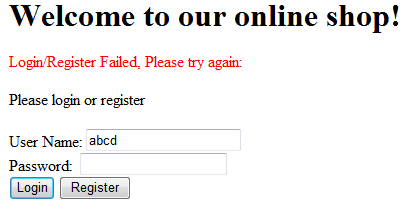 Welcome to our online shop!
Login/Register Failed, Please try again:
Please login or register
User Name: abcd
Password:
Login Register